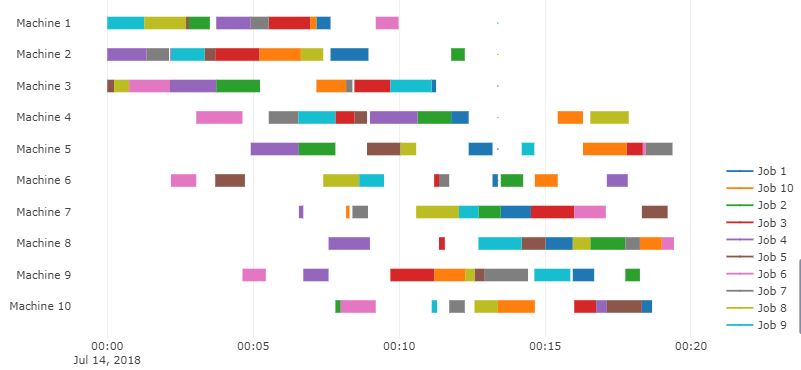 Machine 1
Machine 2
Machine 3
Machine 4
Machine 5
Machine 6
Machine 7
Machine 8
Machine 9
Machine 10
00:00 00:05 00:10 00:15 00:20
Jul 14, 2018
Job 1
Job 10
Job 2
Job 3
Job 4
Job 5
Job 6
Job 7
Job 8
Job 9